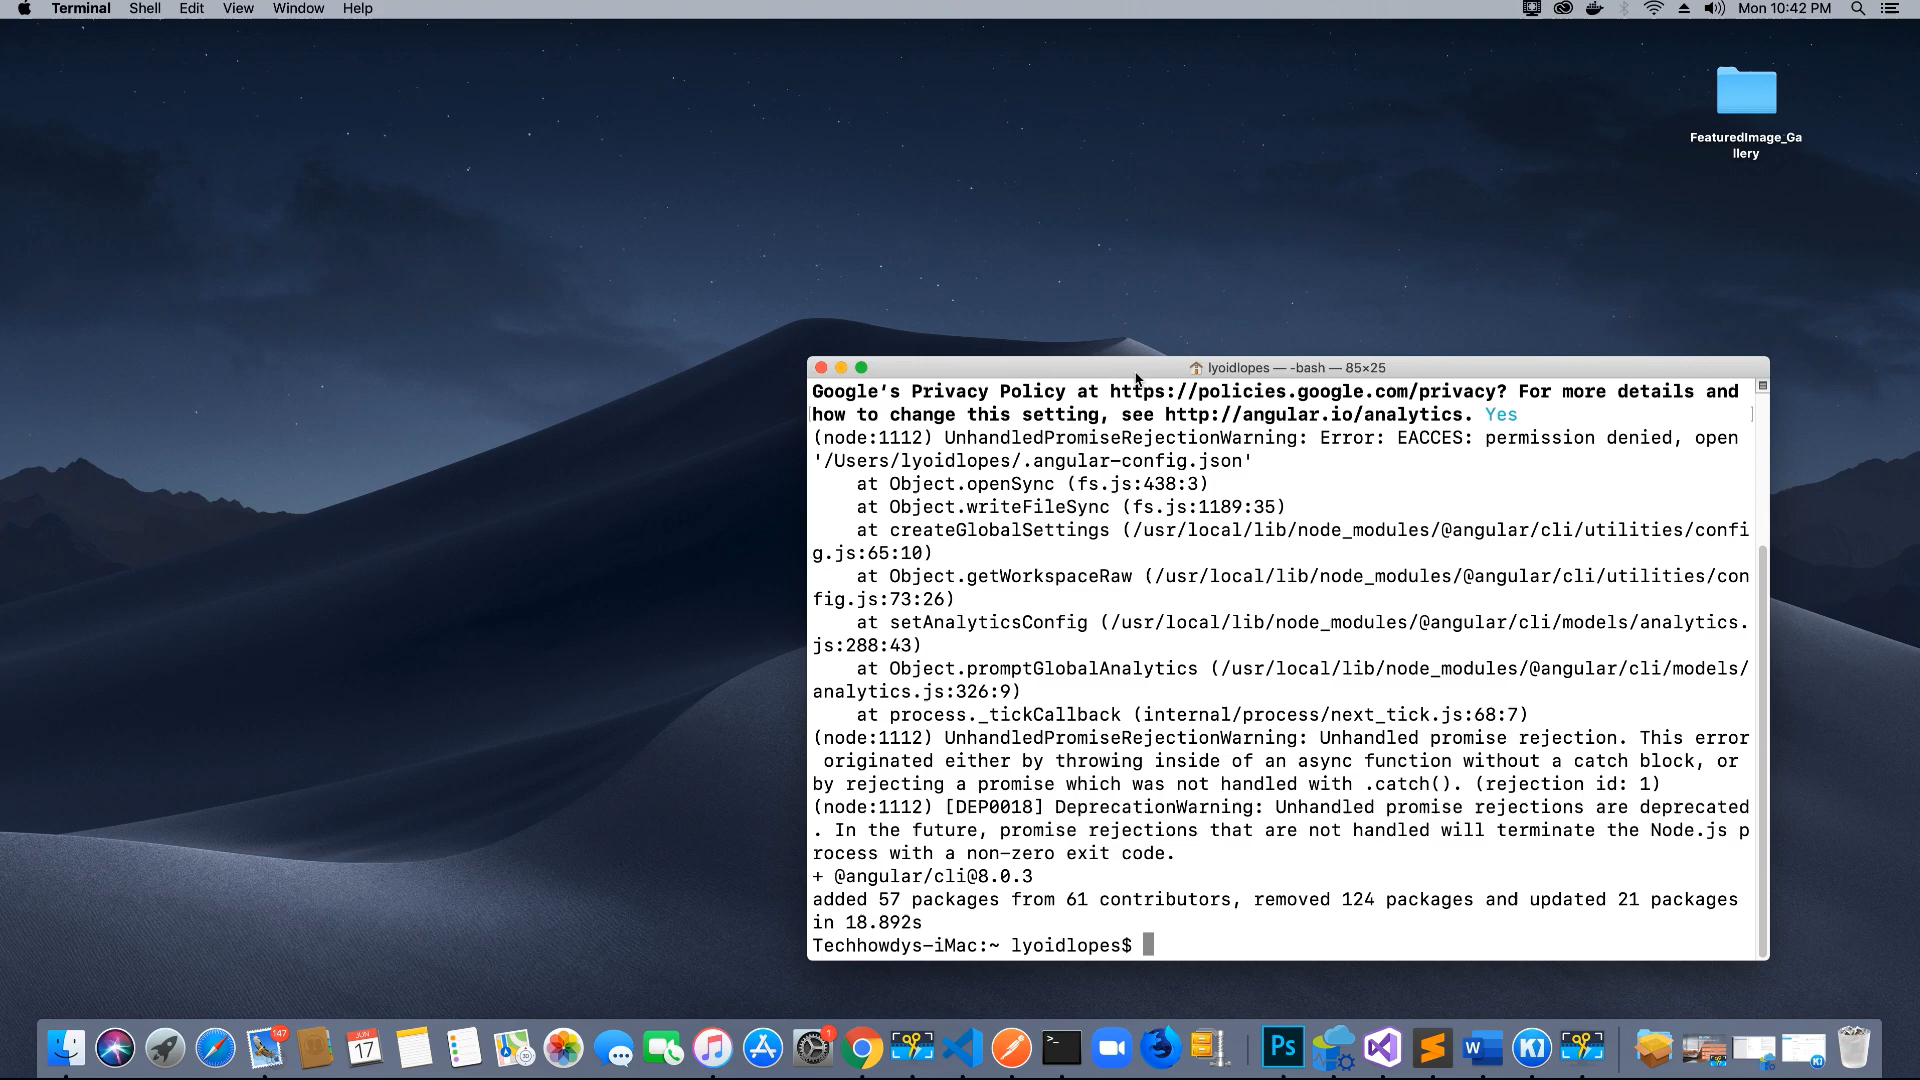 Terminal Shell Edit View Window Help Mon 10:42 PM
FeaturedImage_Ga
llery
lyoidlopes — -bash — 85×25
Google's Privacy Policy at https://policies.google.com/privacy? For more details and
how to change this setting, see http://angular.io/analytics. Yes
(node:1112) UnhandledPromiseRejectionWarning: Error: EACCES: permission denied, open
'/Users/lyoidlopes/.angular-config.json'
at Object.openSync (fs.js:438:3)
at Object.writeFileSync (fs.js:1189:35)
at createGlobalSettings (/usr/local/lib/node_modules/@angular/cli/utilities/confi
g.js:65:10)
at Object.getWorkspaceRaw (/usr/local/lib/node_modules/@angular/cli/utilities/con
fig.js:73:26)
at setAnalyticsConfig (/usr/local/lib/node_modules/@angular/cli/models/analytics.
js:288:43)
at Object.promptGlobalAnalytics (/usr/local/lib/node_modules/@angular/cli/models/
analytics.js:326:9)
at process._tickCallback (internal/process/next_tick.js:68:7)
(node:1112) UnhandledPromiseRejectionWarning: Unhandled promise rejection. This error
originated either by throwing inside of an async function without a catch block, or
by rejecting a promise which was not handled with .catch(). (rejection id: 1)
(node:1112) [DEP0018] DeprecationWarning: Unhandled promise rejections are deprecated
. In the future, promise rejections that are not handled will terminate the Node.js p
rocess with a non-zero exit code.
+ @angular/cli@8.0.3
added 57 packages from 61 contributors, removed 124 packages and updated 21 packages
in 18.892s
Techhowdys-iMac:~ lyoidlopes$
147
JUN
17
3D
1
>_
Ps
W
KI